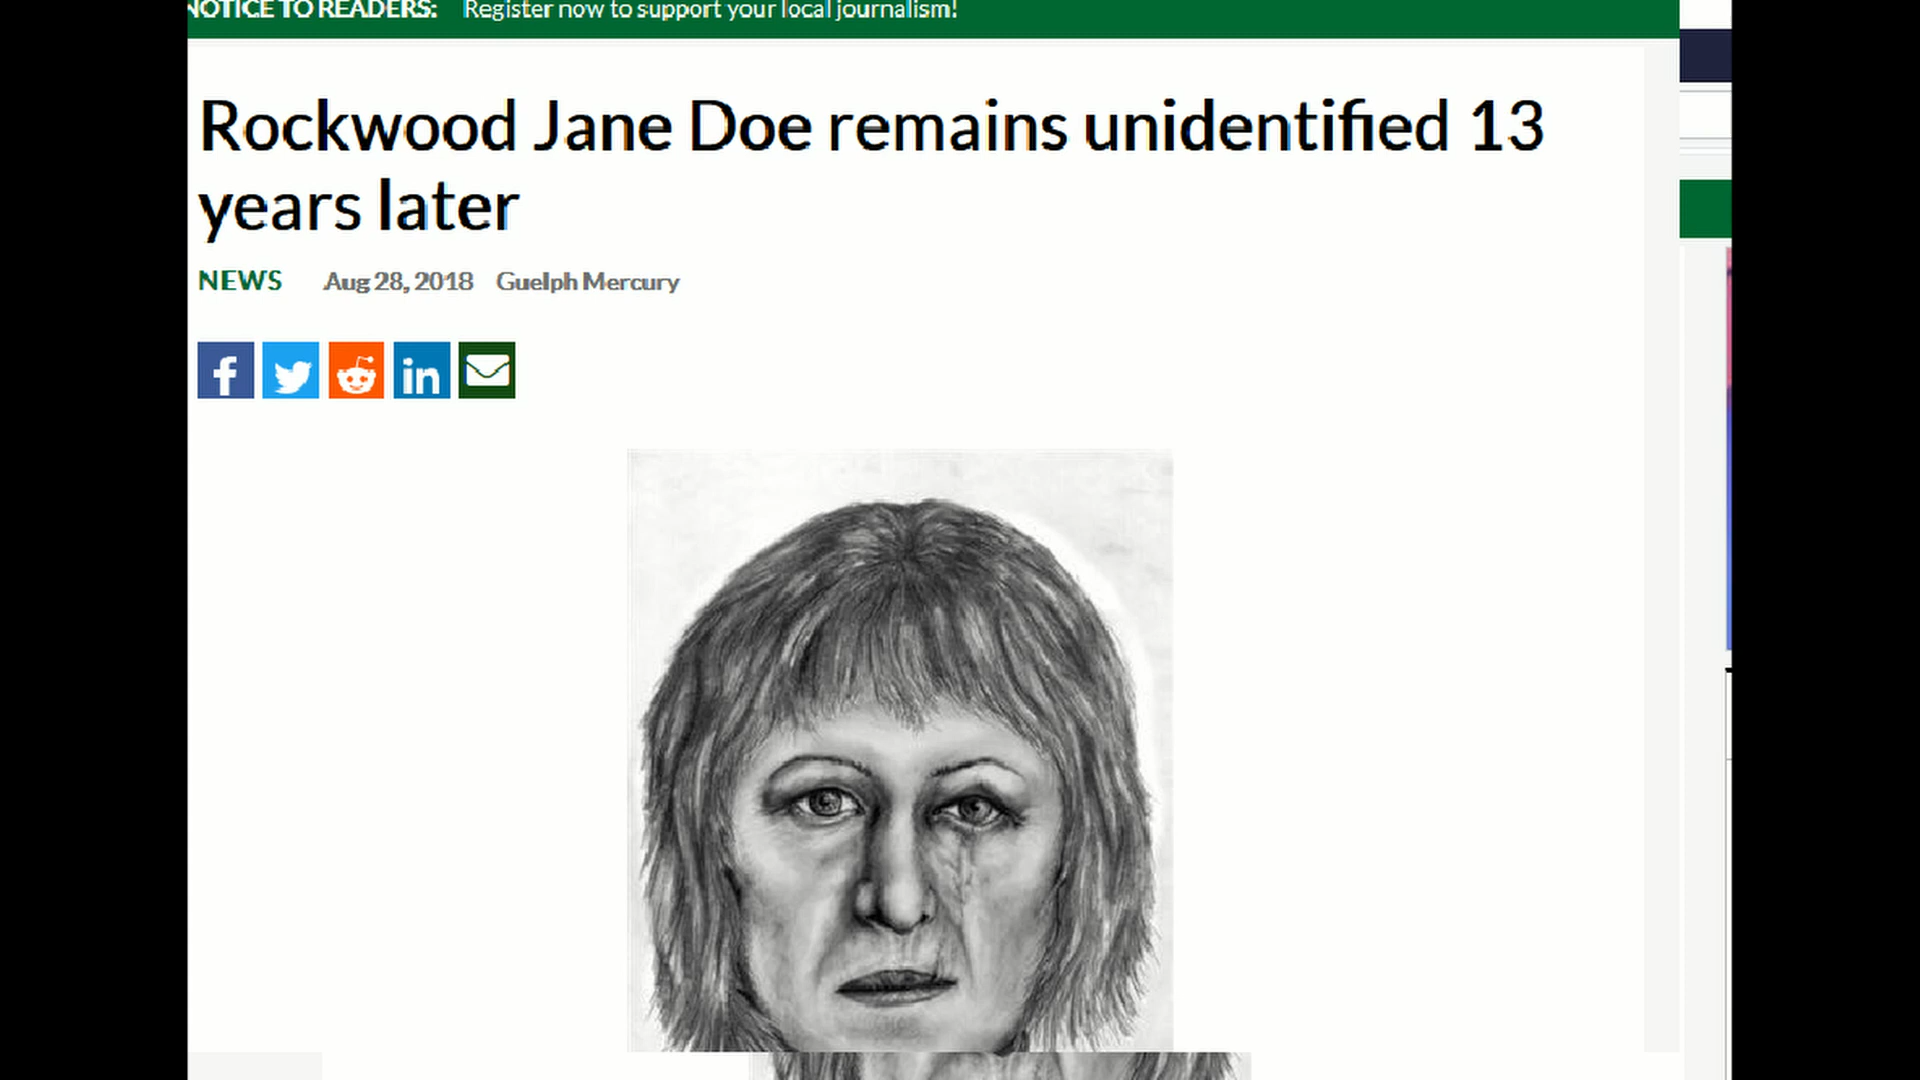 NOTICE TO READERS: Register now to support your local journalism!
Rockwood Jane Doe remains unidentified 13
years later
NEWS Aug 28, 2018 Guelph Mercury